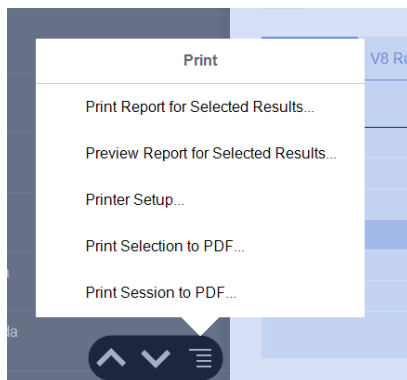 Print
V8 Ru
Print Report for Selected Results...
Preview Report for Selected Results...
Printer Setup...
Print Selection to PDF...
Print Session to PDF...
da